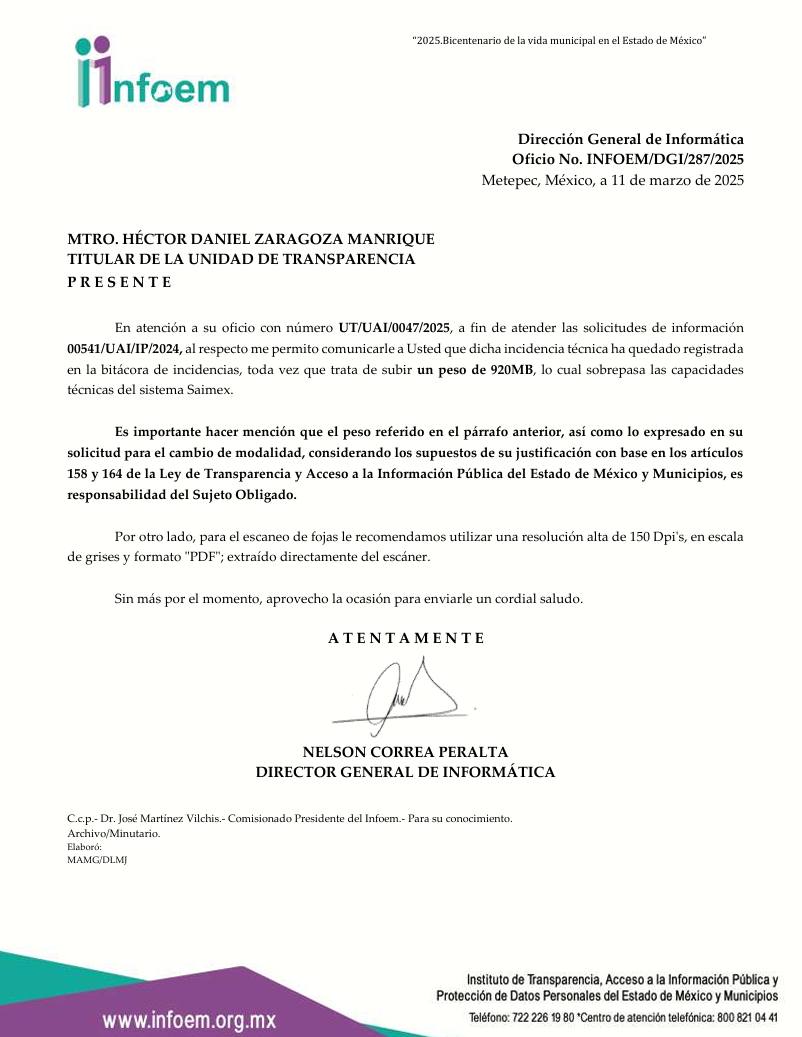 "2025.Bicentenario de la vida municipal en el Estado de México"
infoem
Dirección General de Informática
Oficio No. INFOEM/DGI/287/2025
Metepec, México, a 11 de marzo de 2025
MTRO. HÉCTOR DANIEL ZARAGOZA MANRIQUE
TITULAR DE LA UNIDAD DE TRANSPARENCIA
P R E S E N T E
En atención a su oficio con número UT/UAI/0047/2025, a fin de atender las solicitudes de información
00541/UAI/IP/2024, al respecto me permito comunicarle a Usted que dicha incidencia técnica ha quedado registrada
en la bitácora de incidencias, toda vez que trata de subir un peso de 920MB, lo cual sobrepasa las capacidades
técnicas del sistema Saimex.
Es importante hacer mención que el peso referido en el párrafo anterior, así como lo expresado en su
solicitud para el cambio de modalidad, considerando los supuestos de su justificación con base en los artículos
158 y 164 de la Ley de Transparencia y Acceso a la Información Pública del Estado de México y Municipios, es
responsabilidad del Sujeto Obligado.
Por otro lado, para el escaneo de fojas le recomendamos utilizar una resolución alta de 150 Dpi's, en escala
de grises y formato "PDF"; extraído directamente del escáner.
Sin más por el momento, aprovecho la ocasión para enviarle un cordial saludo.
A T E N T A M E N T E
NELSON CORREA PERALTA
DIRECTOR GENERAL DE INFORMÁTICA
C.c.p.- Dr. José Martínez Vilchis.- Comisionado Presidente del Infoem.- Para su conocimiento.
Archivo/Minutario.
Elaboró:
MAMG/DLMJ
Instituto de Transparencia, Acceso a la Información Pública y
Protección de Datos Personales del Estado de México y Municipios
www.infoem.org.mx
Teléfono: 722 226 19 80 *Centro de atención telefónica: 800 821 04 41